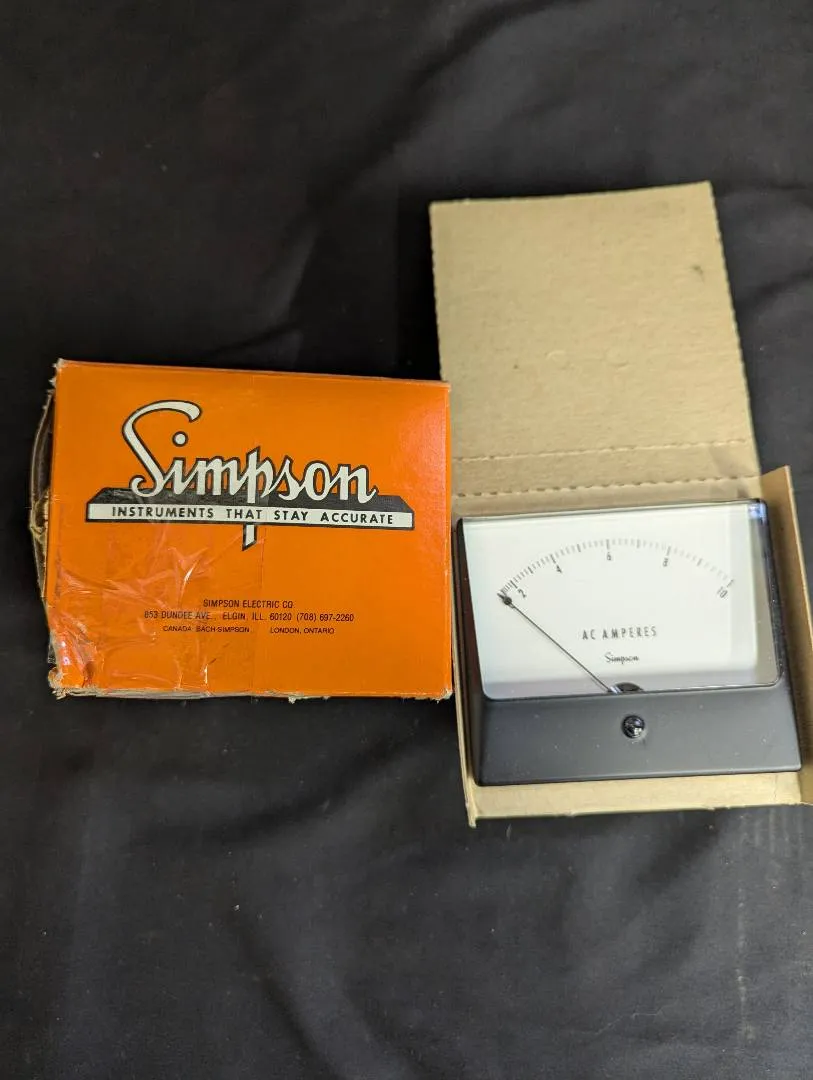 Simpson
INSTRUMENTS THAT STAY ACCURATE
SIMPSON ELECTRIC CO
853 DUNDEE AVE., ELGIN, ILL. 60120 (708) 697-2260
CANADA BACH-SIMPSON, LONDON, ONTARIO
2 4 6 8 10
AC AMPERES
Simpson